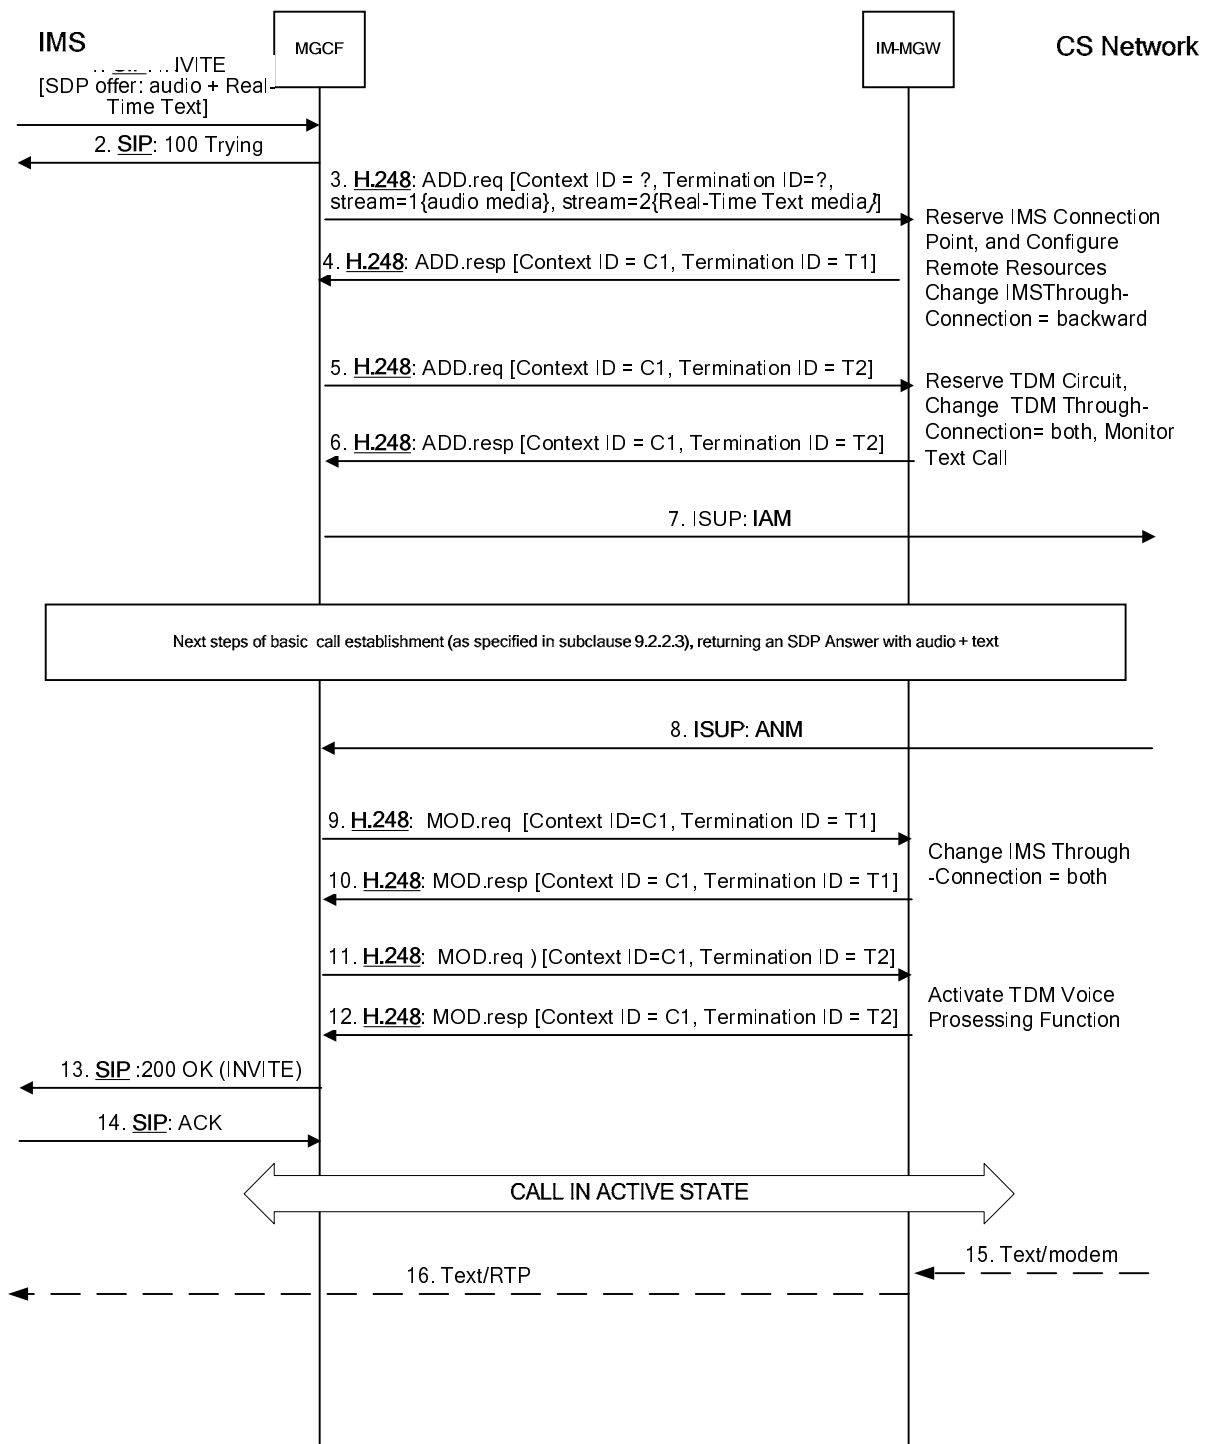 IMS
MGCF
IM-MGW
CS Network
INVITE
[SDP offer: audio + Real-
Time Text]
2. SIP: 100 Trying
3. H.248: ADD.req [Context ID = ?, Termination ID=?,
stream=1{audio media}, stream=2{Real-Time Text media}]
Reserve IMS Connection
Point, and Configure
Remote Resources
Change IMSThrough-
Connection = backward
4. H.248: ADD.resp [Context ID = C1, Termination ID = T1]
5. H.248: ADD.req [Context ID = C1, Termination ID = T2]
Reserve TDM Circuit,
Change TDM Through-
Connection= both, Monitor
Text Call
6. H.248: ADD.resp [Context ID = C1, Termination ID = T2]
7. ISUP: IAM
Next steps of basic call establishment (as specified in subclause 9.2.2.3), returning an SDP Answer with audio + text
8. ISUP: ANM
9. H.248: MOD.req [Context ID=C1, Termination ID = T1]
Change IMS Through
-Connection = both
10. H.248: MOD.resp [Context ID = C1, Termination ID = T1]
11. H.248: MOD.req ) [Context ID=C1, Termination ID = T2]
Activate TDM Voice
Prosessing Function
12. H.248: MOD.resp [Context ID = C1, Termination ID = T2]
13. SIP :200 OK (INVITE)
14. SIP: ACK
CALL IN ACTIVE STATE
15. Text/modem
16. Text/RTP